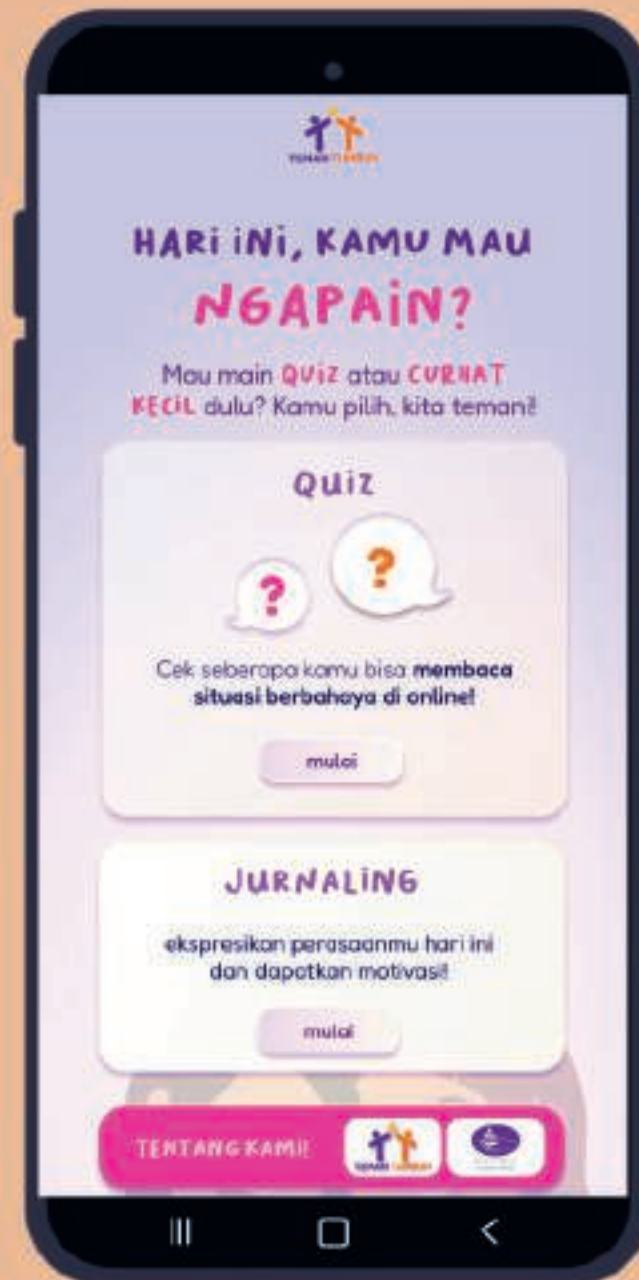 HARI INI, KAMU MAU
NGAPAIN?
Mau main QUIZ atau CURHAT
KECIL dulu? Kamu pilih, kita temani!
QUIZ
?
?
Cek seberapa kamu bisa membaca
situasi berbahaya di online!
mulai
JURNALING
ekspresikan perasaanmu hari ini
dan dapatkan motivasi!
mulai
TENTANG KAMI!